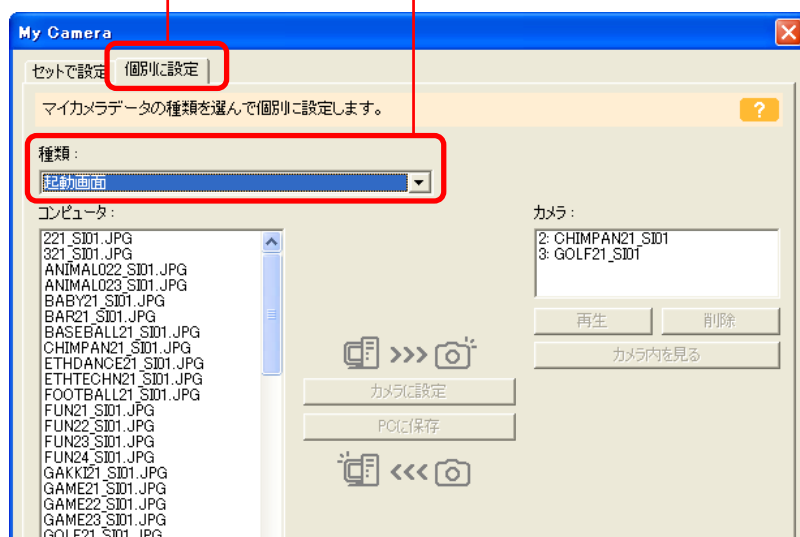 My Camera
セットで設定
個別に設定
マイカメラデータの種類を選んで個別に設定します。
?
種類:
起動画面
コンピュータ:
221_SI01.JPG
321_SI01.JPG
ANIMAL022_SI01.JPG
ANIMAL023_SI01.JPG
BABY21_SI01.JPG
BAR21_SI01.JPG
BASEBALL21_SI01.JPG
CHIMPAN21_SI01.JPG
ETHDANCE21_SI01.JPG
ETHTECHN21_SI01.JPG
FOOTBALL21_SI01.JPG
FUN21_SI01.JPG
FUN22_SI01.JPG
FUN23_SI01.JPG
FUN24_SI01.JPG
GAKKI21_SI01.JPG
GAME21_SI01.JPG
GAME22_SI01.JPG
GAME23_SI01.JPG
GOLF21_SI01.JPG
>>>
カメラに設定
PCに保存
<<<
カメラ:
2: CHIMPAN21_SI01
3: GOLF21_SI01
再生
削除
カメラ内を見る